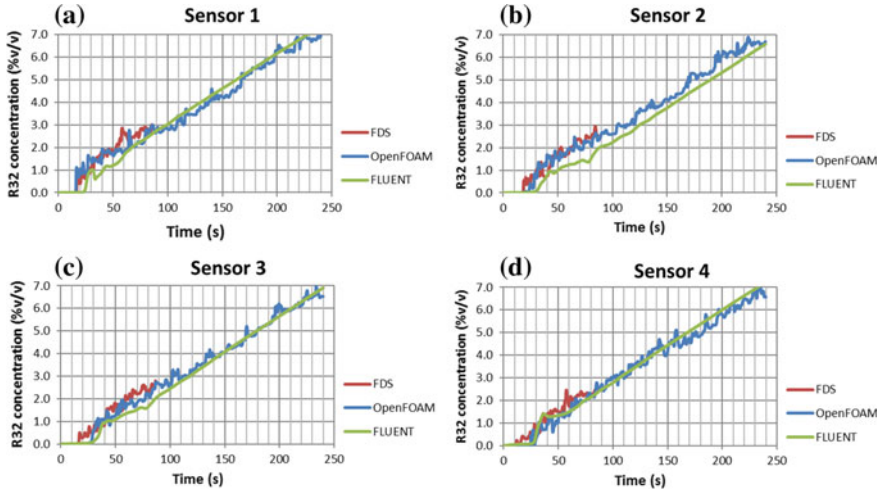 (a) Sensor 1
R32 concentration (%v/v)
7.0
6.0
5.0
4.0
3.0
2.0
1.0
0.0
0 50 100 150 200 250
Time (s)
FDS
OpenFOAM
FLUENT
(b) Sensor 2
R32 concentration (%v/v)
7.0
6.0
5.0
4.0
3.0
2.0
1.0
0.0
0 50 100 150 200 250
Time (s)
FDS
OpenFOAM
FLUENT
(c) Sensor 3
R32 concentration (%v/v)
7.0
6.0
5.0
4.0
3.0
2.0
1.0
0.0
0 50 100 150 200 250
Time (s)
FDS
OpenFOAM
FLUENT
(d) Sensor 4
R32 concentration (%v/v)
7.0
6.0
5.0
4.0
3.0
2.0
1.0
0.0
0 50 100 150 200 250
Time (s)
FDS
OpenFOAM
FLUENT